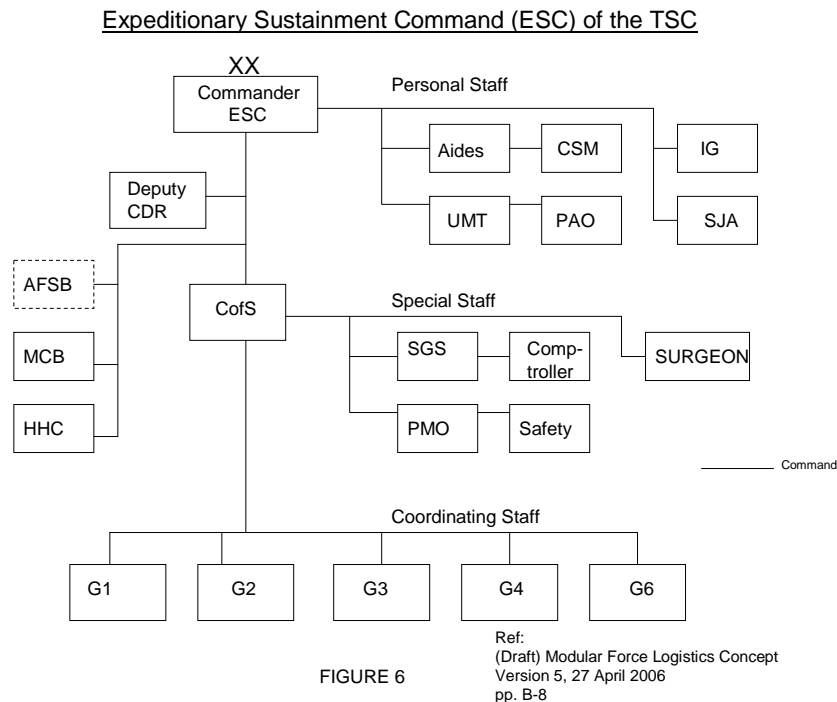 Expeditionary Sustainment Command (ESC) of the TSC
XX
Commander
ESC
Personal Staff
Aides
CSM
IG
Deputy
CDR
UMT
PAO
SJA
AFSB
CofS
Special Staff
MCB
SGS
Comp-
troller
SURGEON
HHC
PMO
Safety
Command
Coordinating Staff
G1
G2
G3
G4
G6
FIGURE 6
Ref:
(Draft) Modular Force Logistics Concept
Version 5, 27 April 2006
pp. B-8